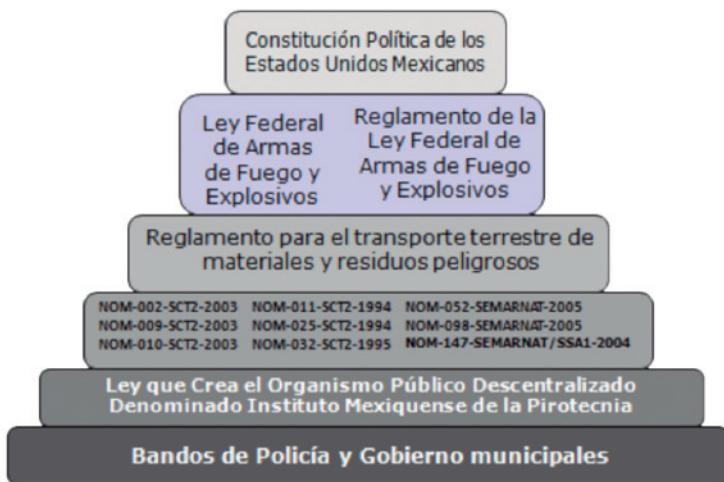 Constitución Política de los
Estados Unidos Mexicanos
Ley Federal
de Armas
de Fuego y
Explosivos
Reglamento de la
Ley Federal de
Armas de Fuego
y Explosivos
Reglamento para el transporte terrestre de
materiales y residuos peligrosos
NOM-002-SCT2-2003 NOM-011-SCT2-1994 NOM-052-SEMARNAT-2005
NOM-009-SCT2-2003 NOM-025-SCT2-1994 NOM-098-SEMARNAT-2005
NOM-010-SCT2-2003 NOM-032-SCT2-1995 NOM-147-SEMARNAT/SSA1-2004
Ley que Crea el Organismo Público Descentralizado
Denominado Instituto Mexiquense de la Pirotecnia
Bandos de Policía y Gobierno municipales